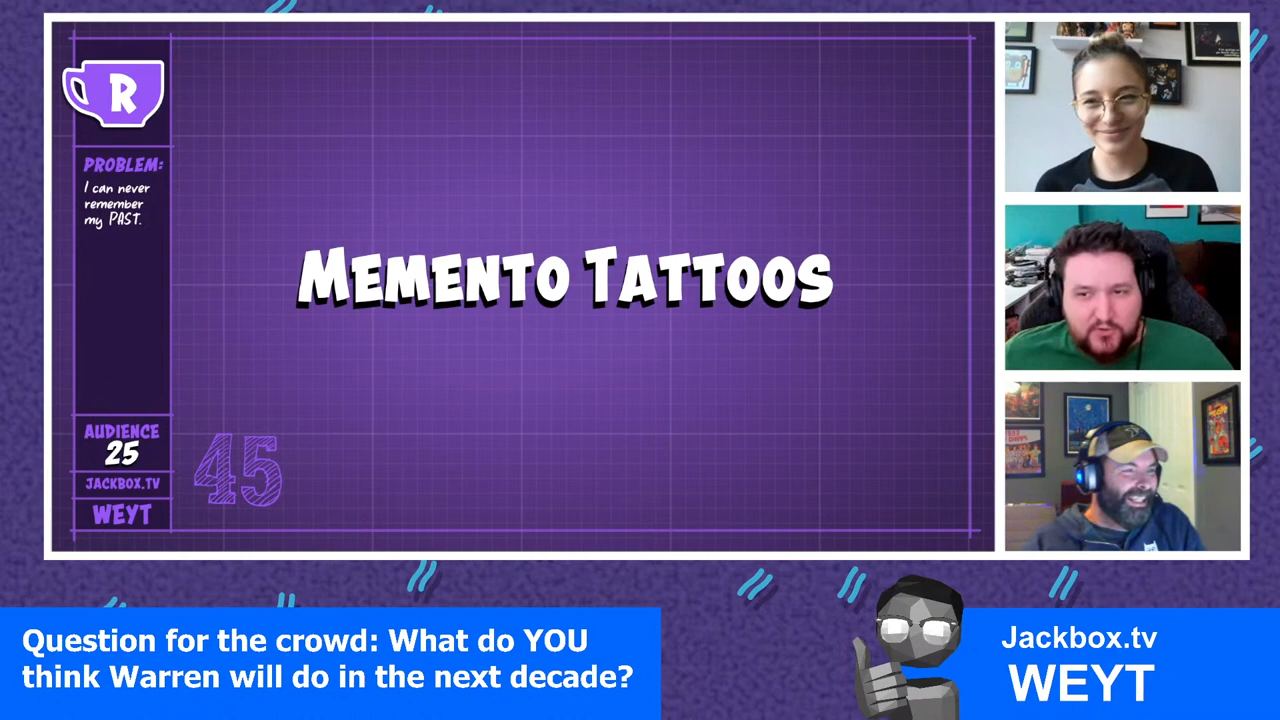 R
PROBLEM:
I can never
remember
my PAST.
MEMENTO TATTOOS
AUDIENCE
25
JACKBOX.TV
WEYT
45
Question for the crowd: What do YOU
think Warren will do in the next decade?
Jackbox.tv
WEYT